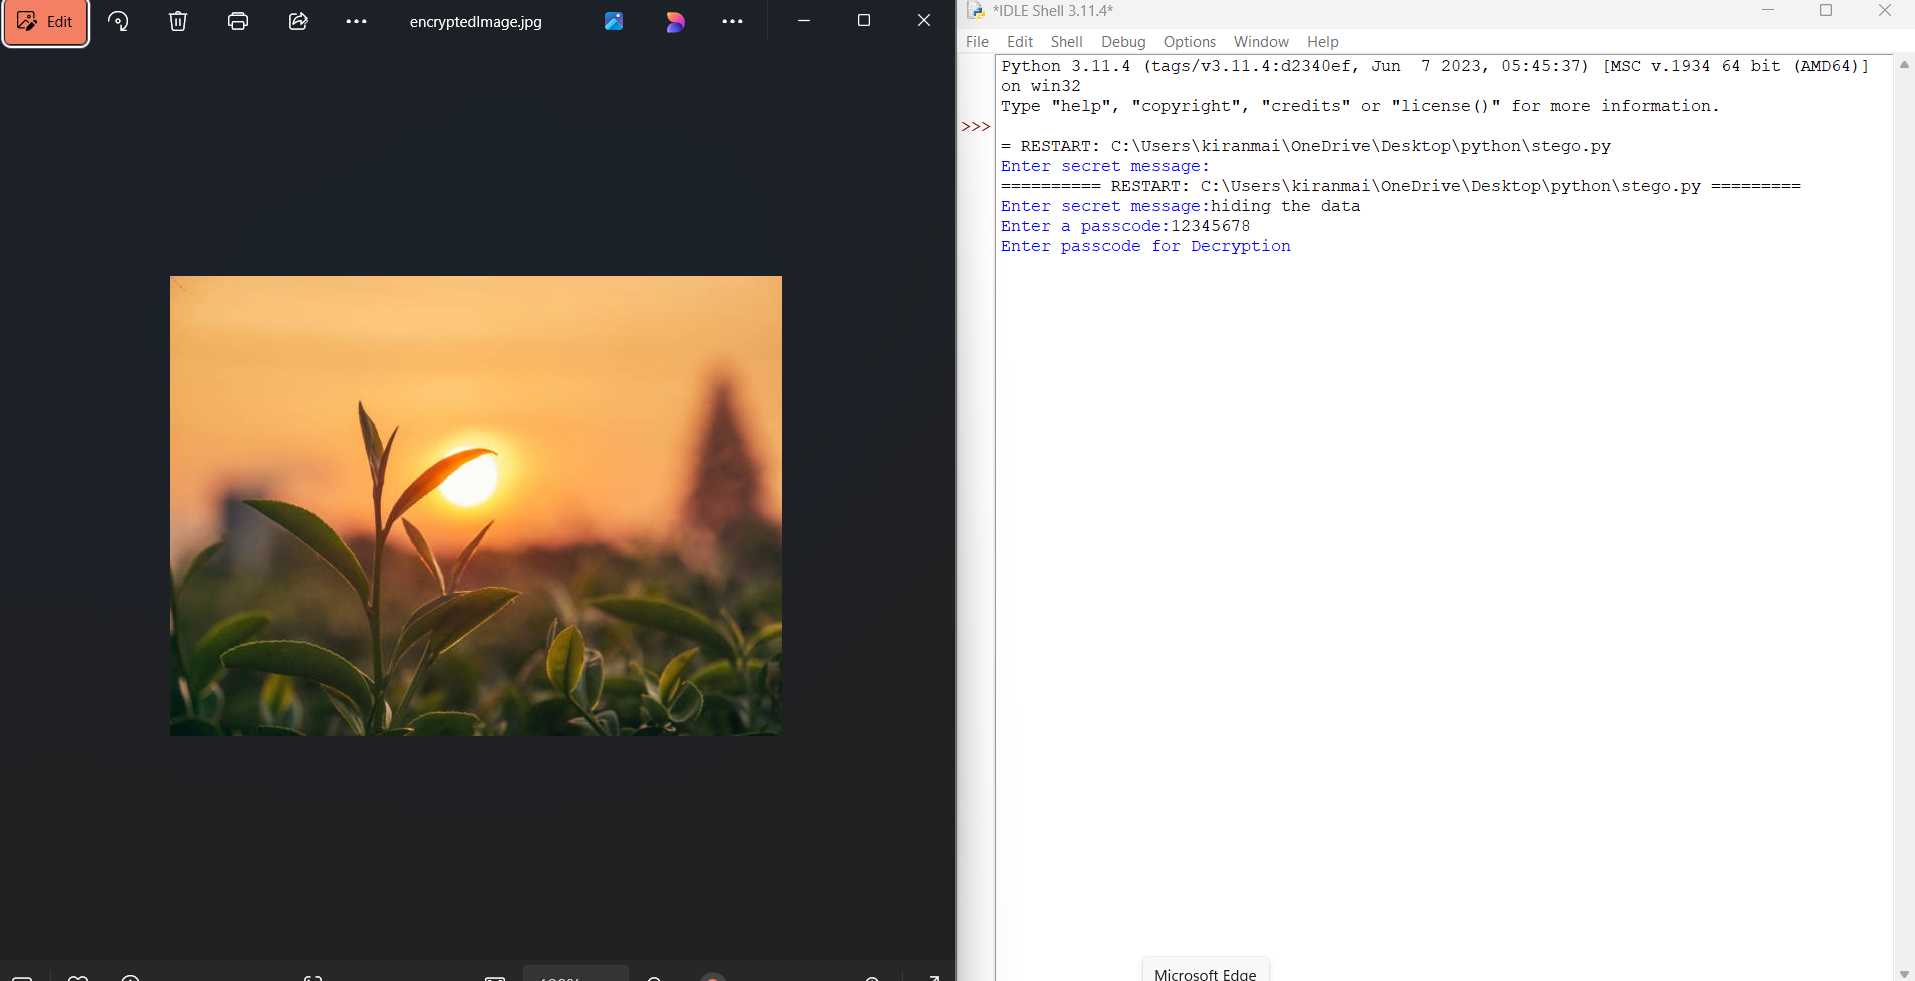 Edit
encryptedImage.jpg
*IDLE Shell 3.11.4*
File Edit Shell Debug Options Window Help
Python 3.11.4 (tags/v3.11.4:d2340ef, Jun  7 2023, 05:45:37) [MSC v.1934 64 bit (AMD64)]
on win32
Type "help", "copyright", "credits" or "license()" for more information.
>>>
= RESTART: C:\Users\kiranmai\OneDrive\Desktop\python\stego.py
Enter secret message:
========== RESTART: C:\Users\kiranmai\OneDrive\Desktop\python\stego.py =========
Enter secret message:hiding the data
Enter a passcode:12345678
Enter passcode for Decryption
Microsoft Edge